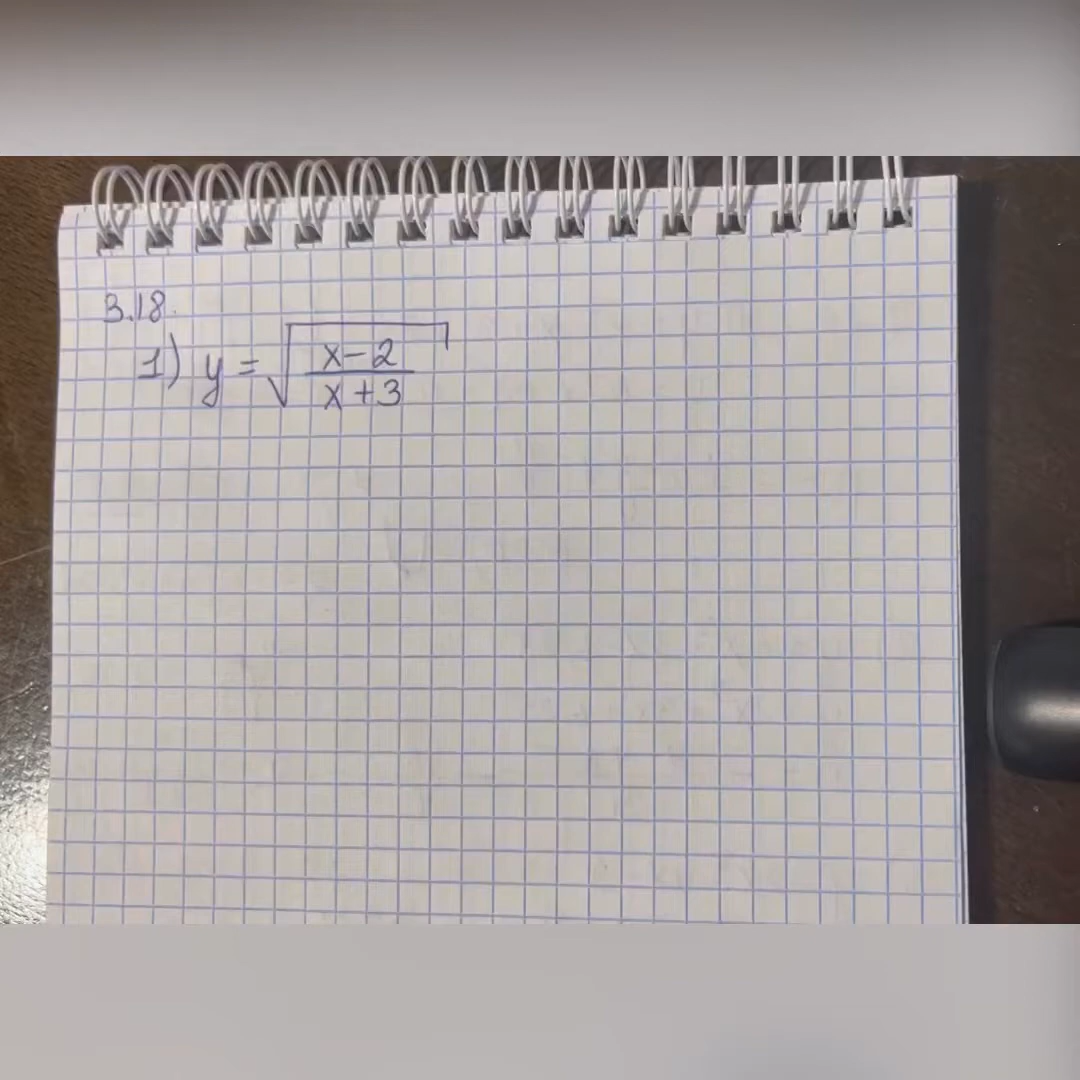 3.18.
1) y = √((x-2)/(x+3))